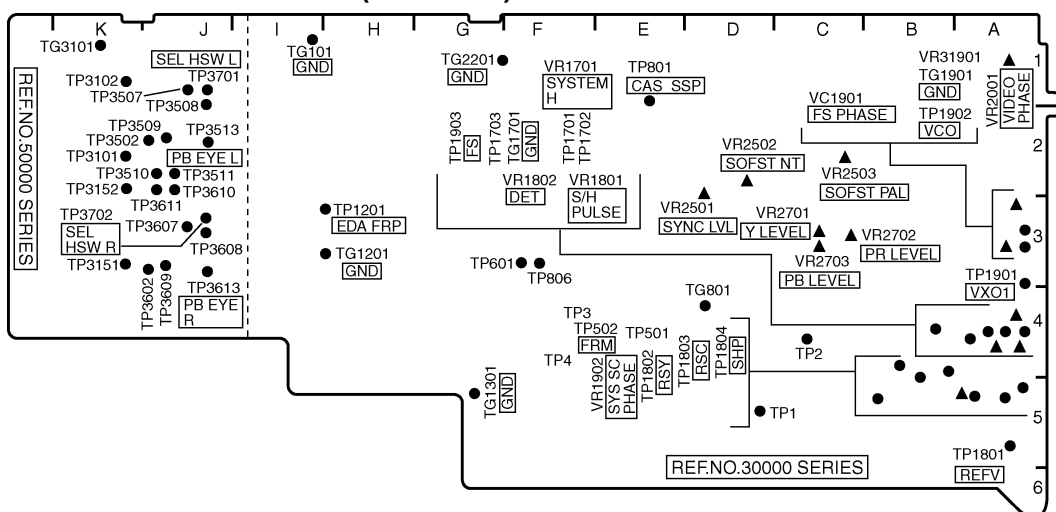 K
J
I
H
G
F
E
D
C
B
A
1
2
3
4
5
6
REF.NO.50000 SERIES
TG3101
SEL HSW L
TP3701
TP3102
TP3507
TP3508
TP3509
TP3502
TP3513
TP3101
PB EYE L
TP3510
TP3511
TP3152
TP3610
TP3611
TP3702
SEL
HSW R
TP3607
TP3608
TP3151
TP3602
TP3609
TP3613
PB EYE
R
TG101
GND
TP1201
EDA FRP
TG1201
GND
TG2201
GND
VR1701
SYSTEM
H
TP801
CAS SSP
TP1903
FS
TP1703
TG1701
GND
TP1701
TP1702
VR1802
DET
VR1801
S/H
PULSE
VC1901
FS PHASE
VR31901
TG1901
GND
TP1902
VCO
VR2001
VIDEO
PHASE
VR2502
SOFST NT
VR2503
SOFST PAL
VR2501
SYNC LVL
VR2701
Y LEVEL
VR2702
PR LEVEL
VR2703
PB LEVEL
TP601
TP806
TP1901
VXO1
TG801
TP3
TP502
FRM
TP501
TP4
VR1902
SYS SC
PHASE
TP1802
RSY
TP1803
RSC
TP1804
SHP
TP2
TG1301
GND
TP1
TP1801
REFV
REF.NO.30000 SERIES